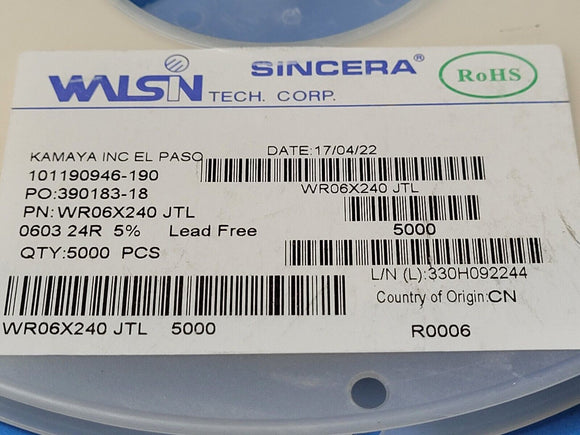 WALSIN TECH. CORP. SINCERA® RoHS
KAMAYA INC EL PASO DATE:17/04/22
101190946-190
WR06X240 JTL
PO:390183-18
PN:WR06X240 JTL
0603 24R 5% Lead Free 5000
QTY:5000 PCS
L/N (L):330H092244
Country of Origin:CN
WR06X240 JTL 5000 R0006